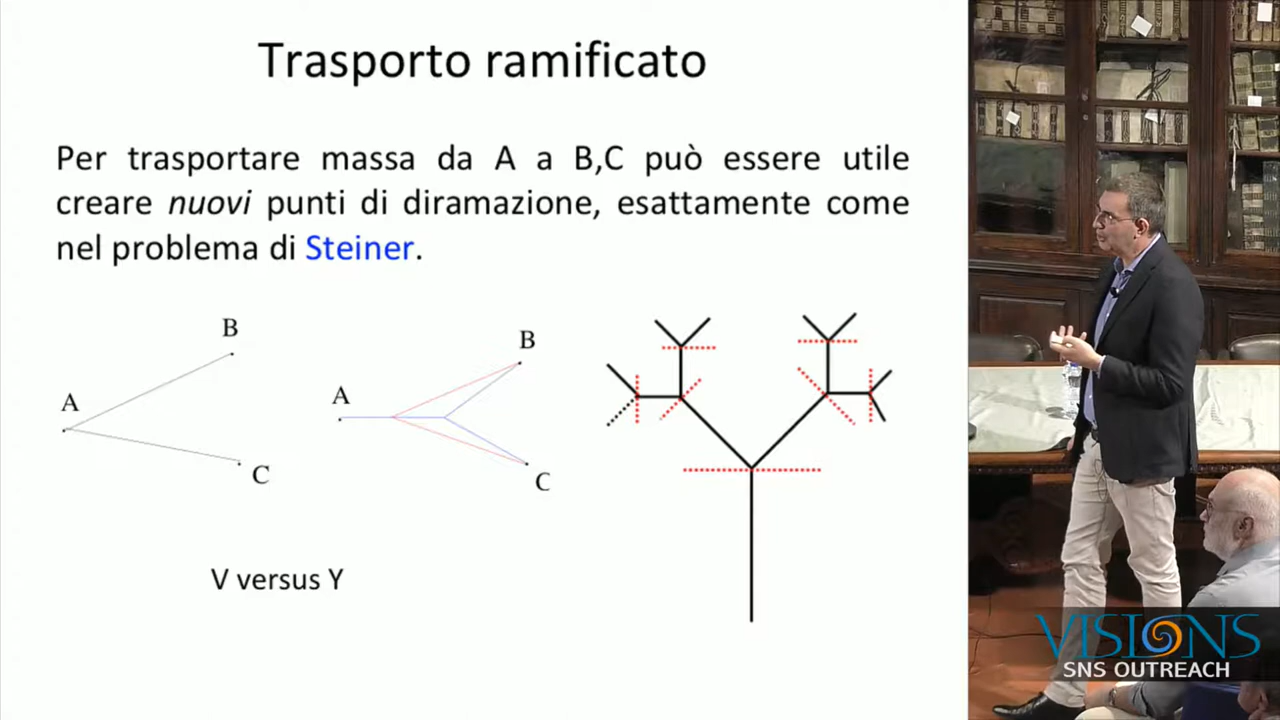 Trasporto ramificato
Per trasportare massa da A a B,C può essere utile
creare nuovi punti di diramazione, esattamente come
nel problema di Steiner.
B
A
C
B
A
C
V versus Y
VISIONS
SNS OUTREACH